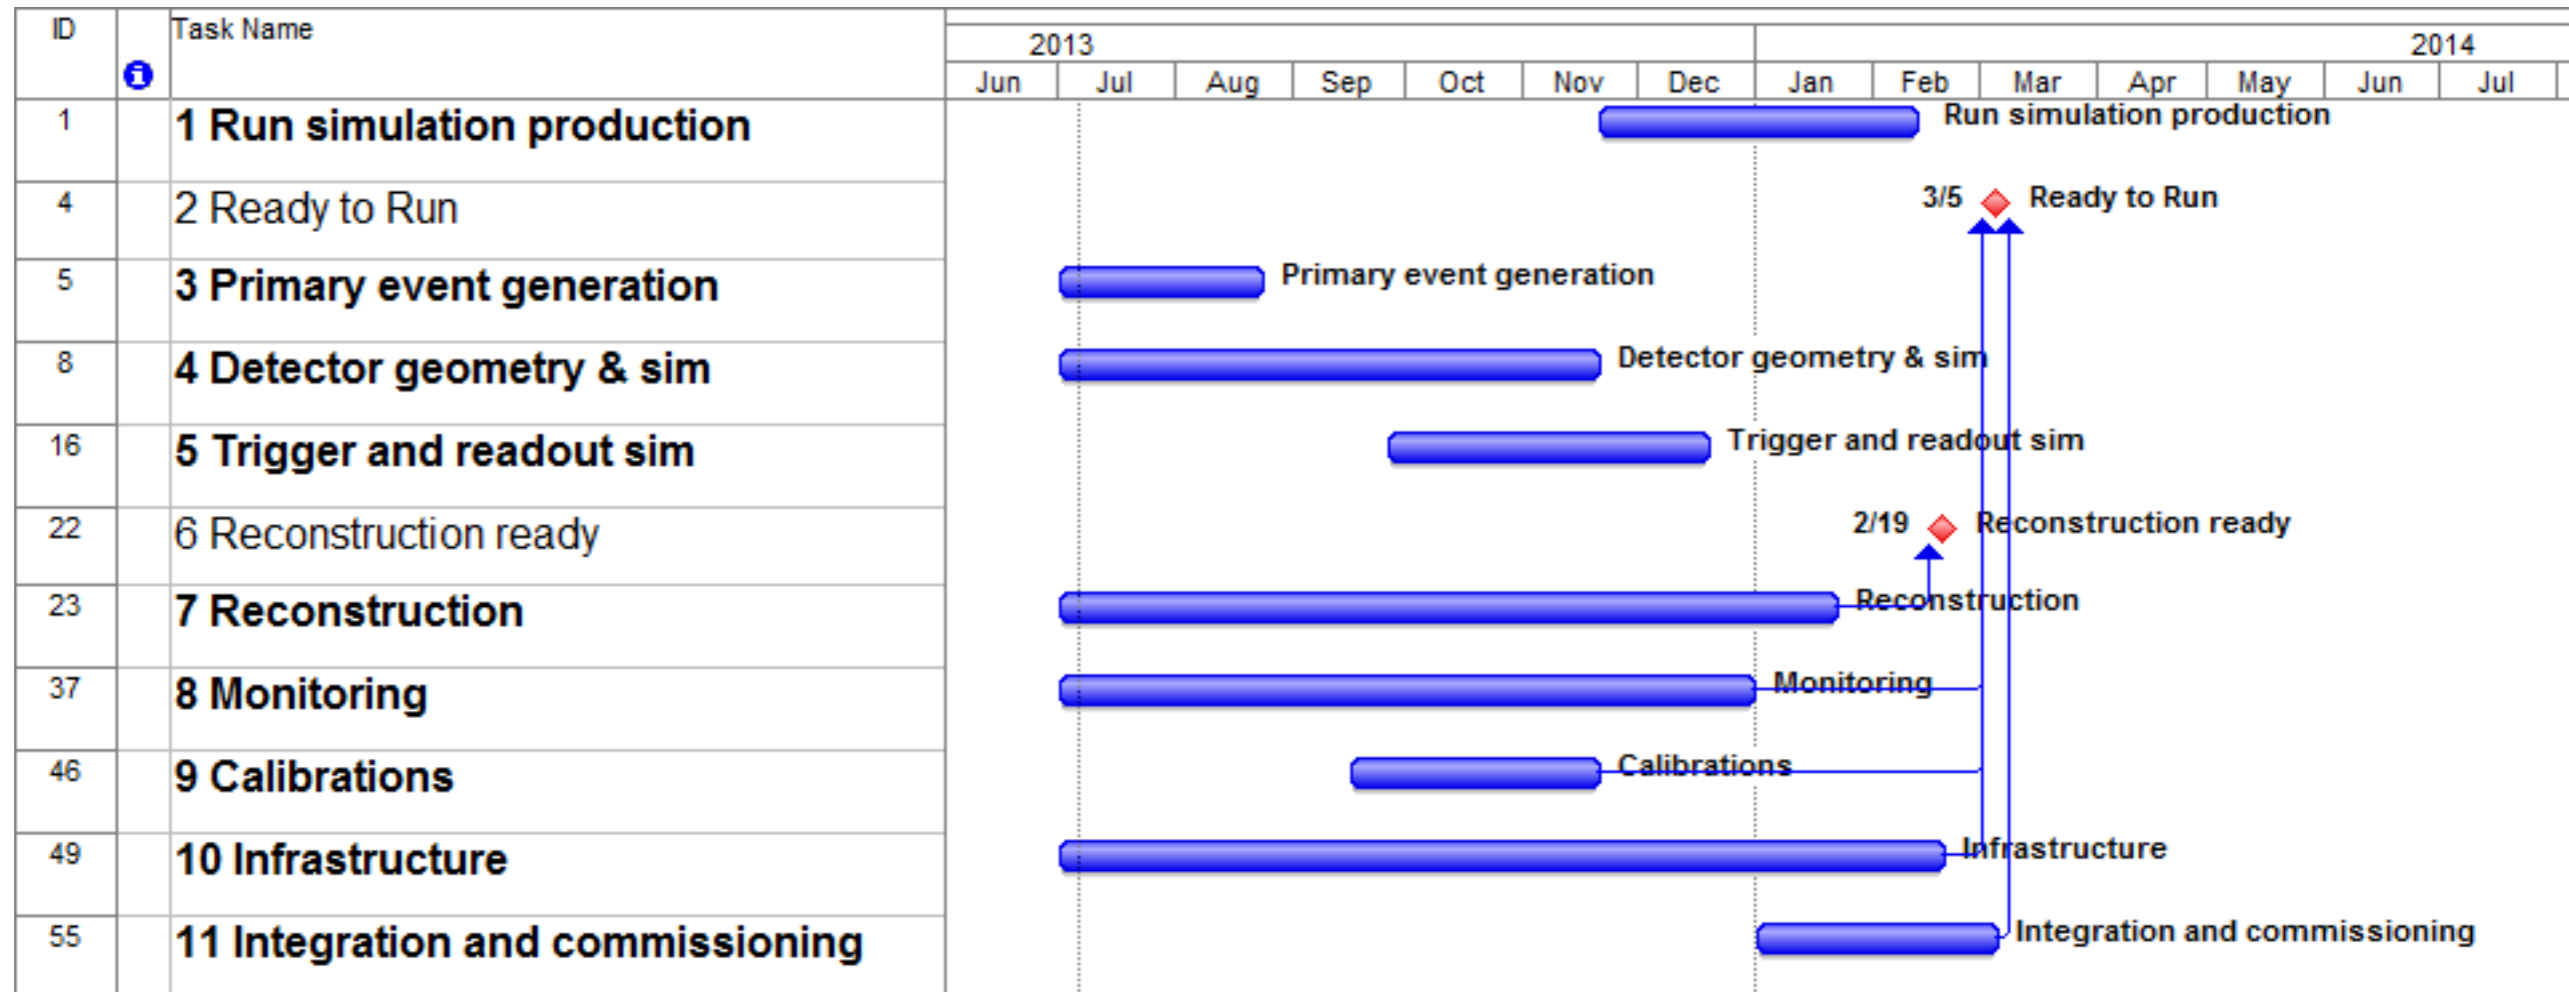 ID Task Name
2013 2014
Jun Jul Aug Sep Oct Nov Dec Jan Feb Mar Apr May Jun Jul
1 1 Run simulation production Run simulation production
4 2 Ready to Run 3/5 Ready to Run
5 3 Primary event generation Primary event generation
8 4 Detector geometry & sim Detector geometry & sim
16 5 Trigger and readout sim Trigger and readout sim
22 6 Reconstruction ready 2/19 Reconstruction ready
23 7 Reconstruction Reconstruction
37 8 Monitoring Monitoring
46 9 Calibrations Calibrations
49 10 Infrastructure Infrastructure
55 11 Integration and commissioning Integration and commissioning